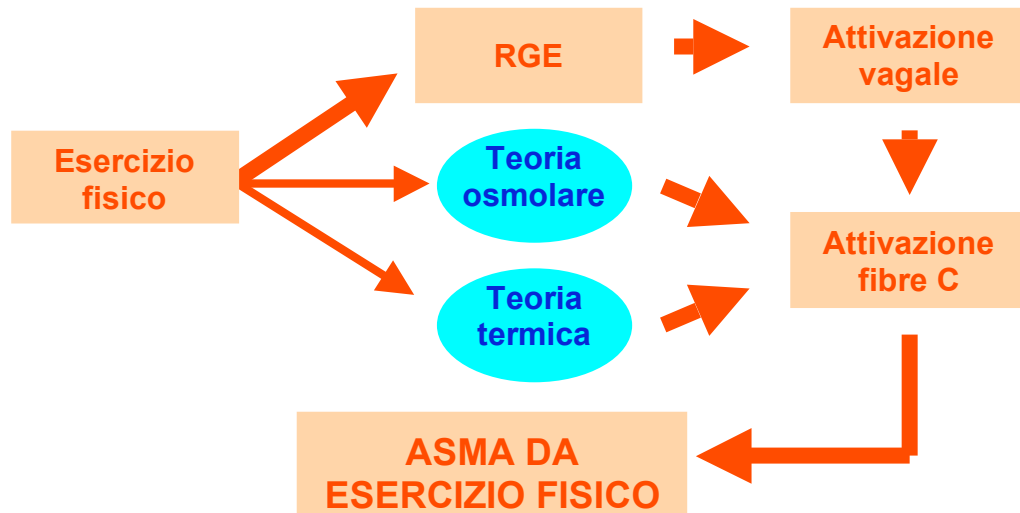 RGE
Attivazione
vagale
Esercizio
fisico
Teoria
osmolare
Attivazione
fibre C
Teoria
termica
ASMA DA
ESERCIZIO FISICO